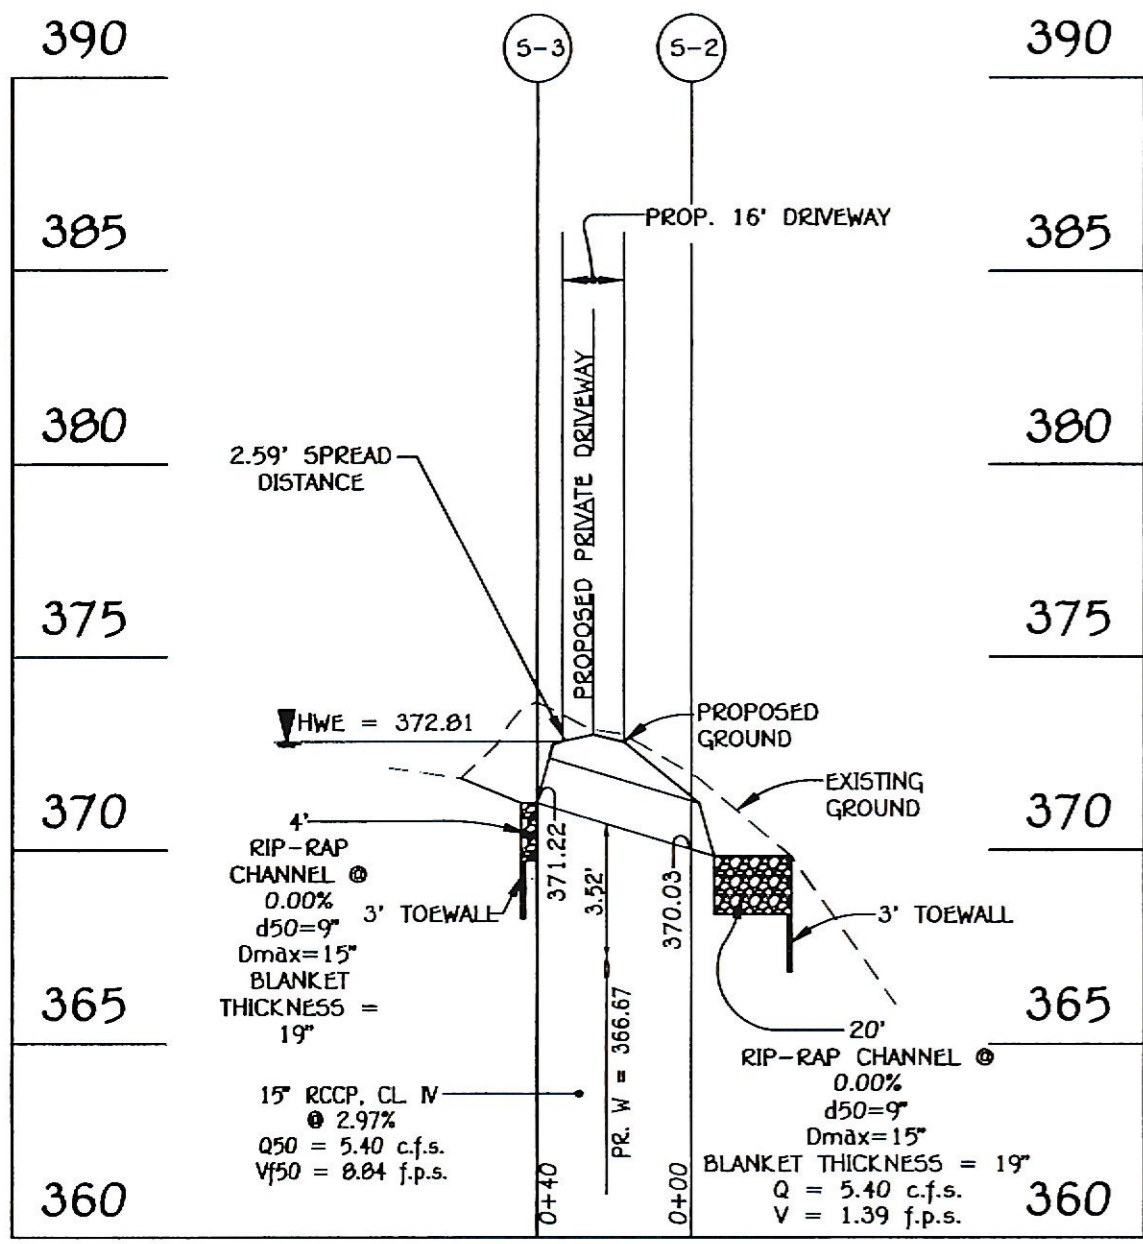 390
S-3
S-2
390
385
PROP. 16' DRIVEWAY
385
380
PROPOSED PRIVATE DRIVEWAY
380
2.59' SPREAD
DISTANCE
375
375
HWE = 372.81
PROPOSED
GROUND
EXISTING
GROUND
370
370
4'
RIP-RAP
CHANNEL @
0.00%
d50=9"
Dmax=15"
BLANKET
THICKNESS =
19"
3' TOEWALL
371.22
3.52'
370.03
3' TOEWALL
365
365
20'
RIP-RAP CHANNEL @
0.00%
d50=9"
Dmax=15"
BLANKET THICKNESS = 19"
Q = 5.40 c.f.s.
V = 1.39 f.p.s.
15" RCCP, CL. IV
@ 2.97%
Q50 = 5.40 c.f.s.
Vf50 = 8.84 f.p.s.
PR. W = 366.67
0+40
0+00
360
360